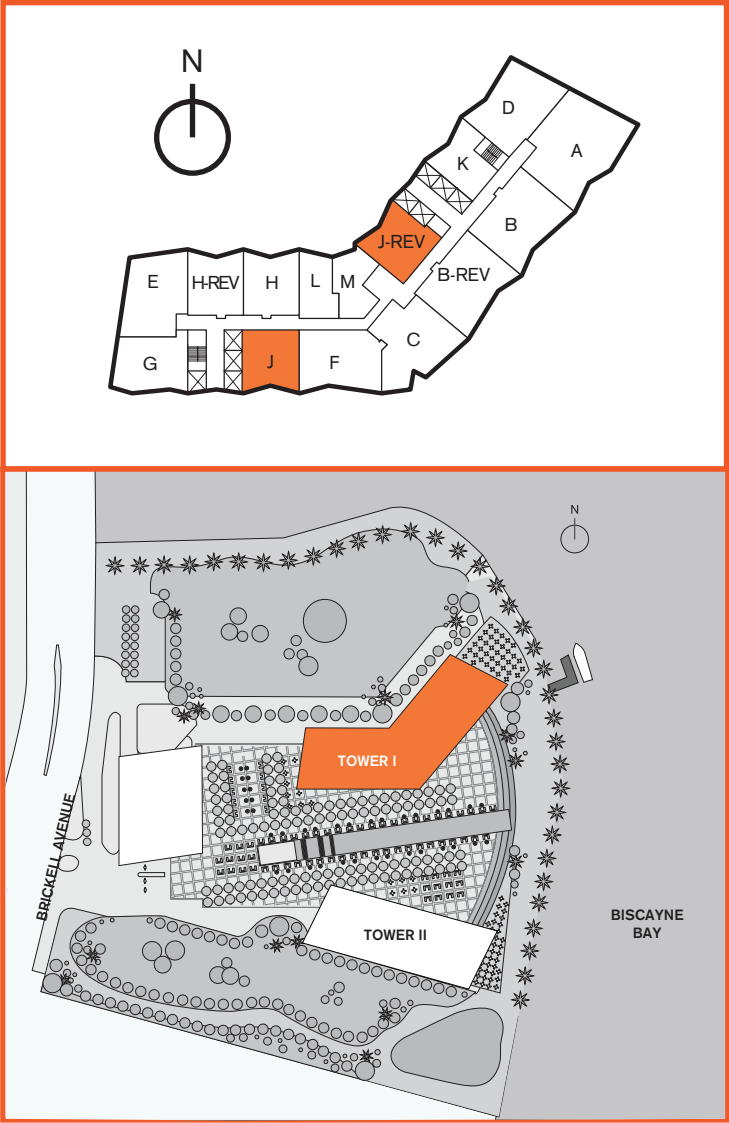 N
D
A
K
B
J-REV
B-REV
E
H-REV
H
L
M
C
G
J
F
N
TOWER I
BRICKELL AVENUE
TOWER II
BISCAYNE
BAY